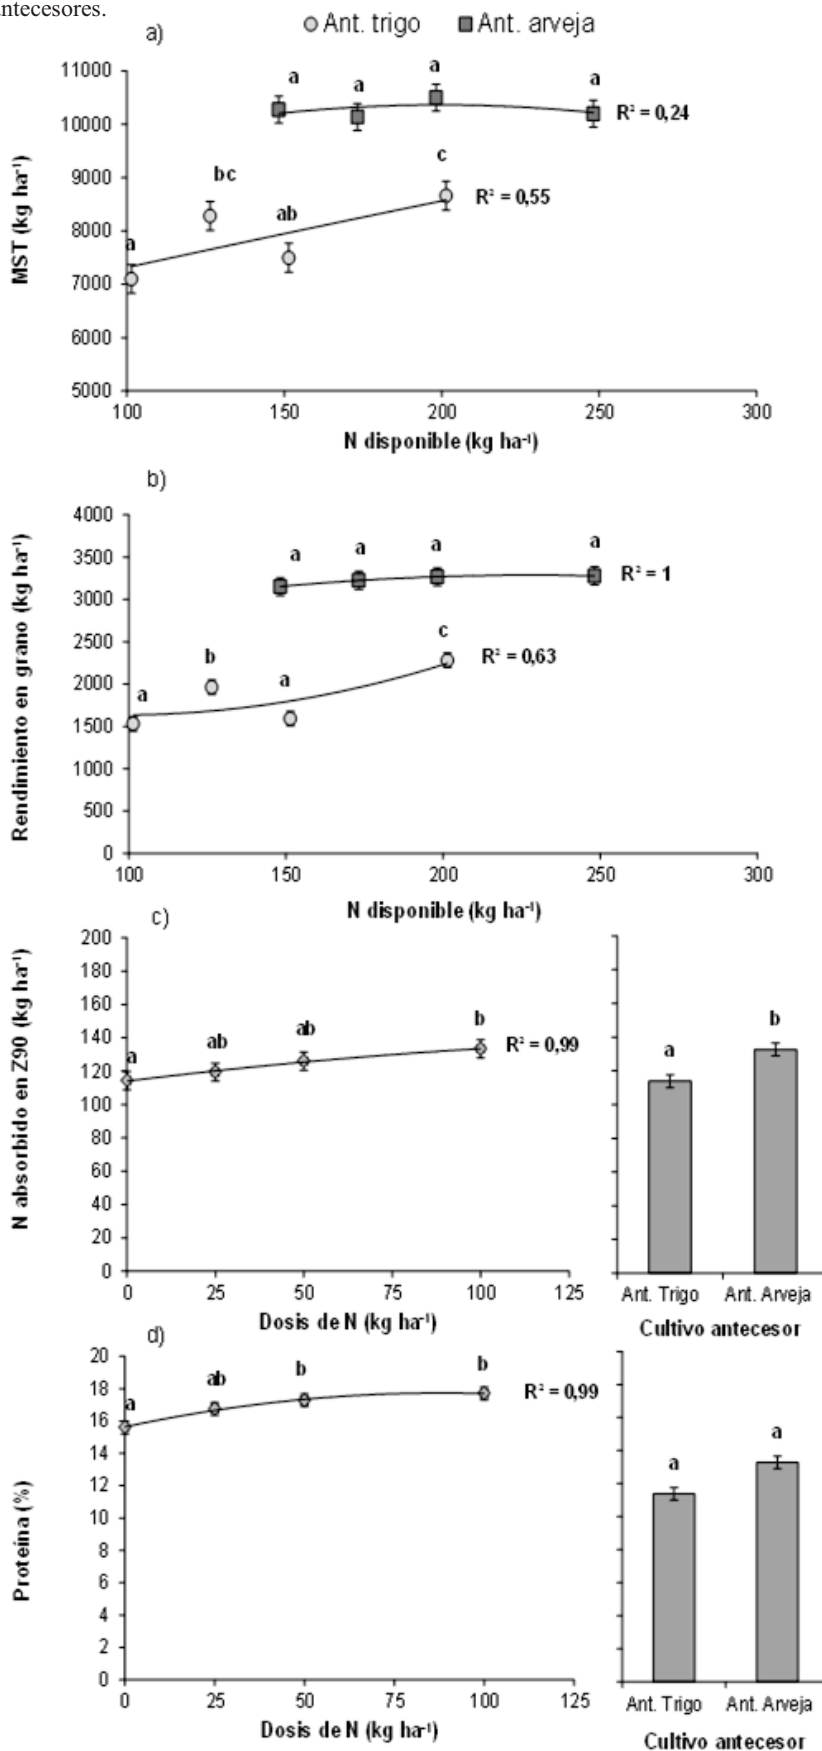 antecesores.
a)
Ant. trigo Ant. arveja
11000
10000
9000
8000
7000
6000
5000
MST (kg ha⁻¹)
a a a a
R² = 0,24
a bc ab c
R² = 0,55
100 150 200 250 300
N disponible (kg ha⁻¹)
b)
4000
3500
3000
2500
2000
1500
1000
500
0
Rendimiento en grano (kg ha⁻¹)
a a a a
R² = 1
a b a c
R² = 0,63
100 150 200 250 300
N disponible (kg ha⁻¹)
c)
200
180
160
140
120
100
80
60
40
20
0
N absorbido en Z90 (kg ha⁻¹)
a ab ab b
R² = 0,99
0 25 50 75 100 125
Dosis de N (kg ha⁻¹)
a b
Ant. Trigo Ant. Arveja
Cultivo antecesor
d)
20
18
16
14
12
10
8
6
4
2
0
Proteína (%)
a ab b b
R² = 0,99
0 25 50 75 100 125
Dosis de N (kg ha⁻¹)
a a
Ant. Trigo Ant. Arveja
Cultivo antecesor